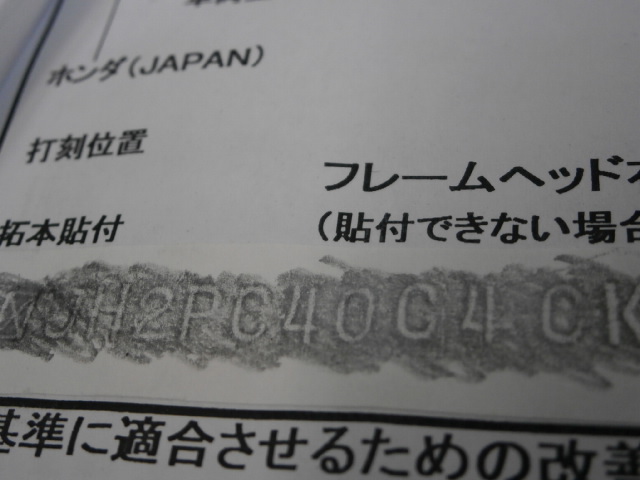 ホンダ(JAPAN)
打刻位置
フレームヘッド
拓本貼付
(貼付できない場合
JH2PC40C4CK
基準に適合させるための改善